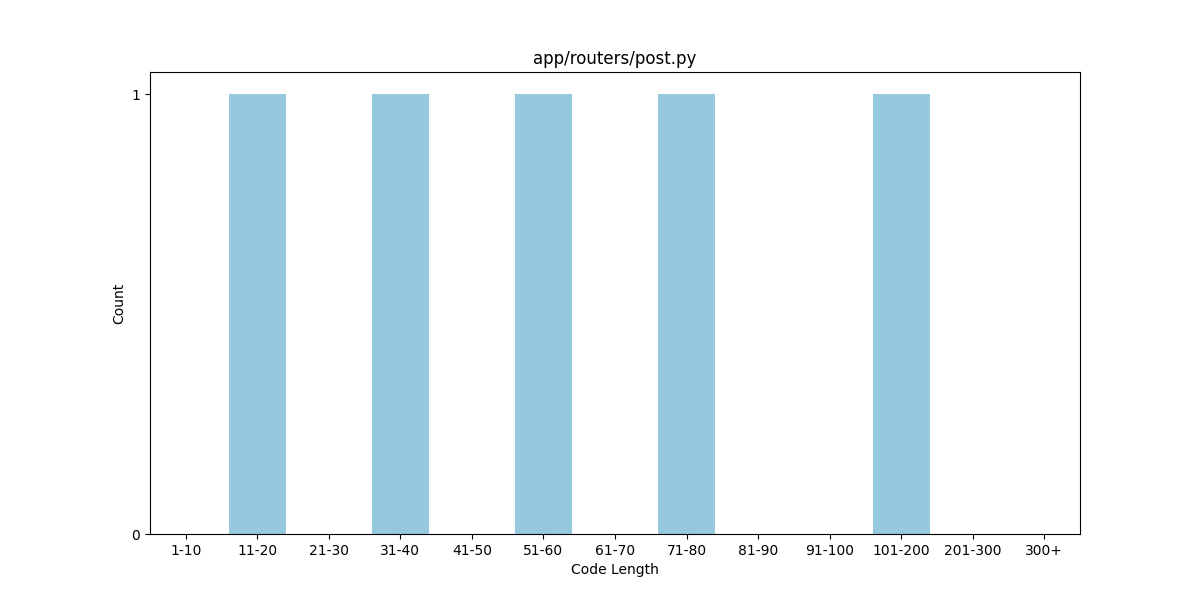 app/routers/post.py
1
Count
0
1-10 11-20 21-30 31-40 41-50 51-60 61-70 71-80 81-90 91-100 101-200 201-300 300+
Code Length